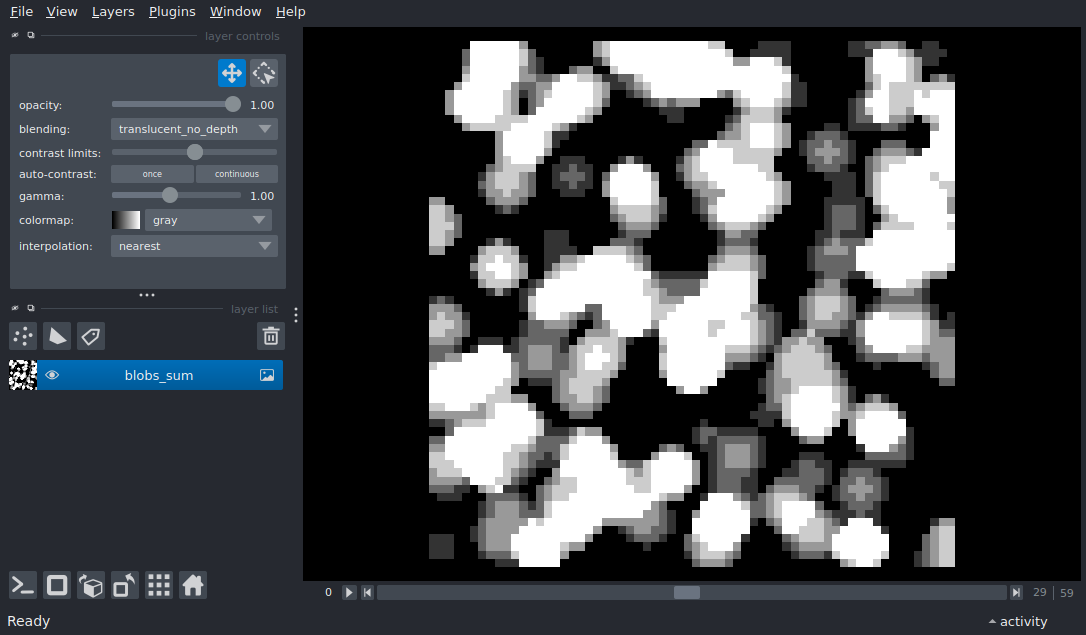 File View Layers Plugins Window Help
layer controls
opacity: 1.00
blending: translucent_no_depth
contrast limits:
auto-contrast: once continuous
gamma: 1.00
colormap: gray
interpolation: nearest
layer list
blobs_sum
0 29 | 59
Ready activity